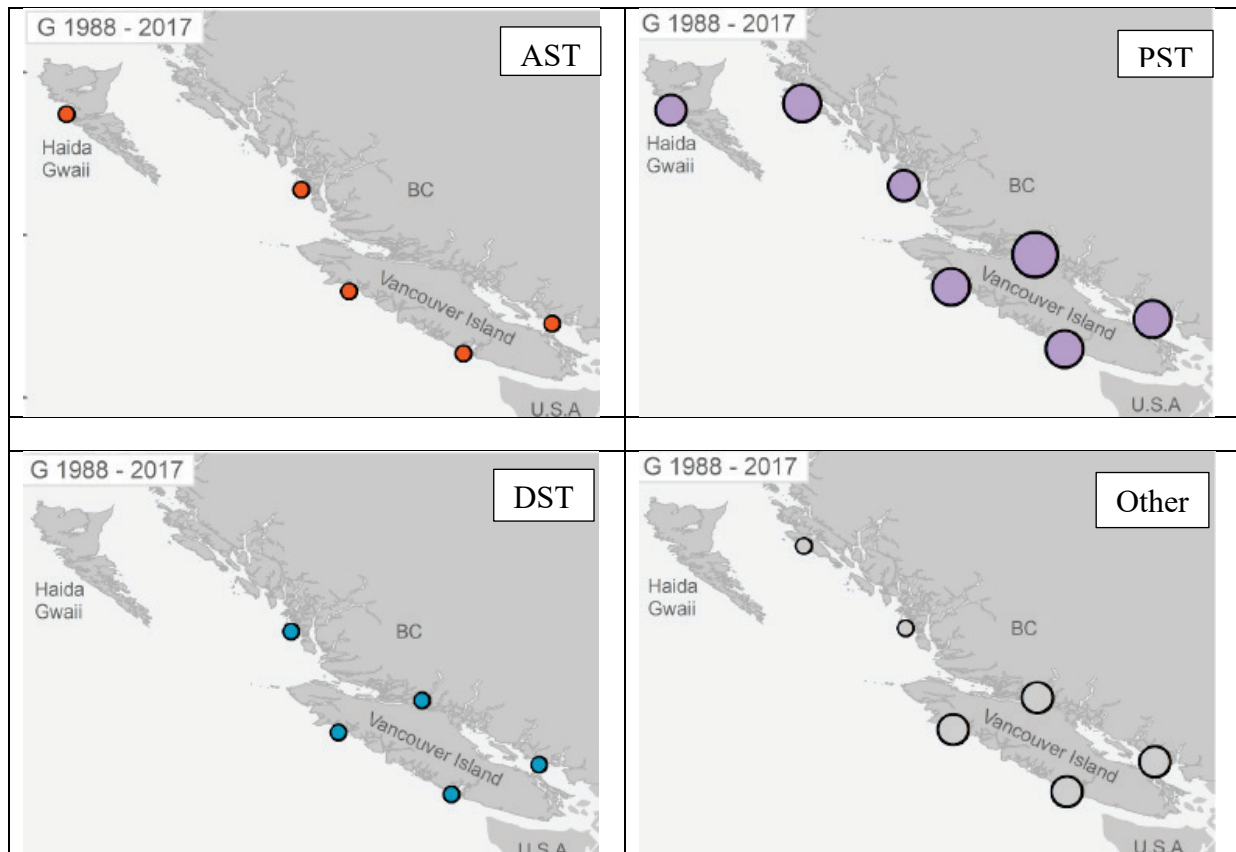 G 1988 - 2017
AST
Haida
Gwaii
BC
Vancouver Island
U.S.A
G 1988 - 2017
PST
Haida
Gwaii
BC
Vancouver Island
U.S.A
G 1988 - 2017
DST
Haida
Gwaii
BC
Vancouver Island
U.S.A
G 1988 - 2017
Other
Haida
Gwaii
BC
Vancouver Island
U.S.A